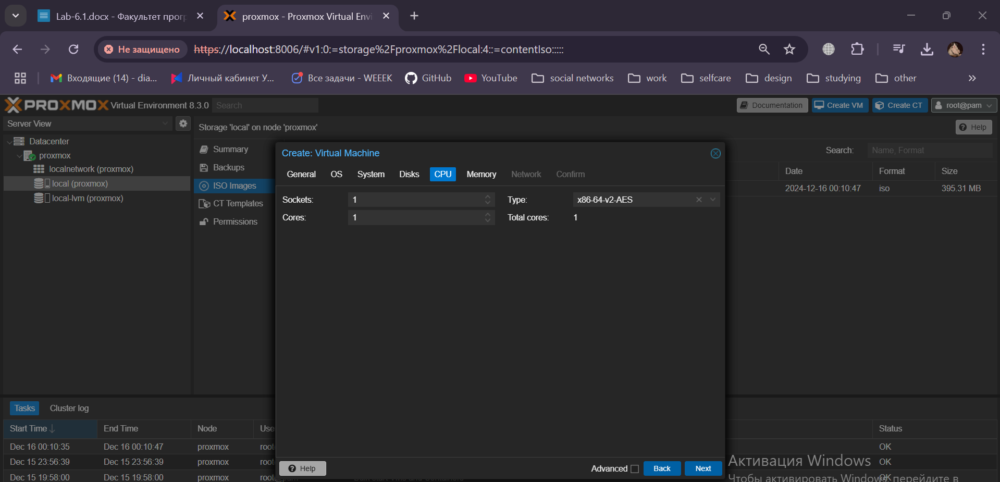 Lab-6.1.docx - Факультет прогр
proxmox - Proxmox Virtual Envi
Не защищено
https://localhost:8006/#v1:0:=storage%2Fproxmox%2Flocal:4::=contentIso:::::
Входящие (14) - dia...
Личный кабинет У...
Все задачи - WEEEK
GitHub
YouTube
social networks
work
selfcare
design
studying
other
PROXMOX Virtual Environment 8.3.0
Search
Documentation
Create VM
Create CT
root@pam
Server View
Storage 'local' on node 'proxmox'
Help
Datacenter
proxmox
localnetwork (proxmox)
local (proxmox)
local-lvm (proxmox)
Summary
Backups
ISO Images
CT Templates
Permissions
Search:
Name, Format
Date
Format
Size
2024-12-16 00:10:47
iso
395.31 MB
Create: Virtual Machine
General
OS
System
Disks
CPU
Memory
Network
Confirm
Sockets:
1
Type:
x86-64-v2-AES
Cores:
1
Total cores:
1
Help
Advanced
Back
Next
Tasks
Cluster log
Start Time
End Time
Node
Use
Status
Dec 16 00:10:35
Dec 16 00:10:47
proxmox
root
OK
Dec 15 23:56:39
Dec 15 23:56:39
proxmox
root
OK
Dec 15 19:58:00
Dec 15 19:58:00
proxmox
root@pam
Bulk start VMs and Containers
OK
Активация Windows
Чтобы активировать Windows, перейдите в